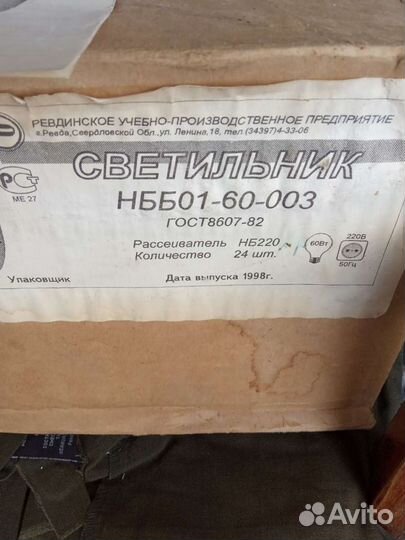 РЕВДИНСКОЕ УЧЕБНО-ПРОИЗВОДСТВЕННОЕ ПРЕДПРИЯТИЕ
г.Ревда,Свердловской Обл.,ул. Ленина,18, тел.(34397)4-33-06
СВЕТИЛЬНИК
РСТ
МЕ 27
НББ01-60-003
ГОСТ8607-82
Рассеиватель НБ220
Количество 24 шт.
60Вт
220В
50Гц
Упаковщик
Дата выпуска 1998г.
Avito